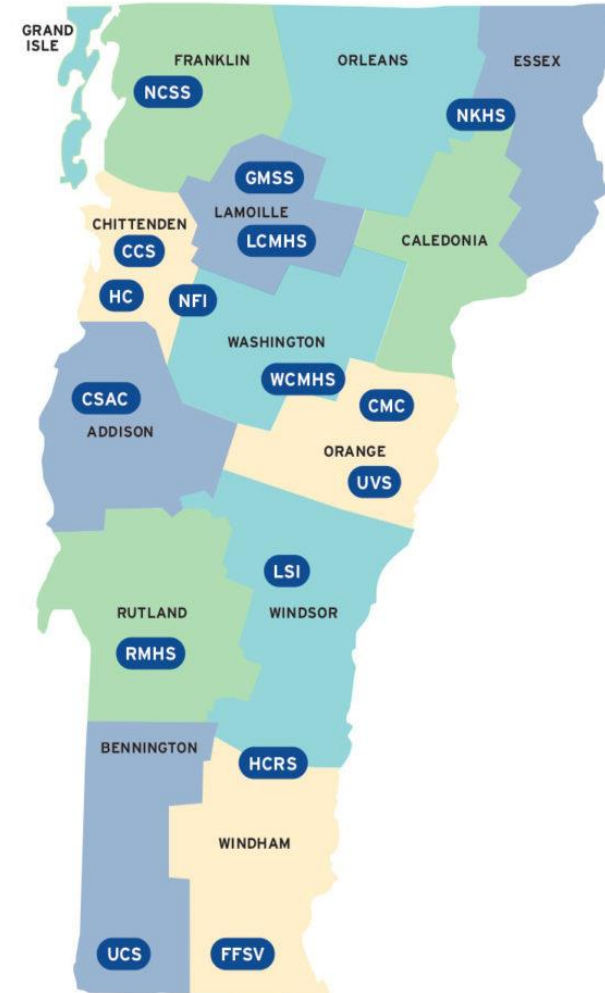 GRAND
ISLE
FRANKLIN
ORLEANS
ESSEX
NCSS
NKHS
GMSS
LAMOILLE
CHITTENDEN
LCMHS
CALEDONIA
CCS
HC
NFI
WASHINGTON
WCMHS
CSAC
CMC
ADDISON
ORANGE
UVS
LSI
RUTLAND
WINDSOR
RMHS
BENNINGTON
HCRS
WINDHAM
UCS
FFSV